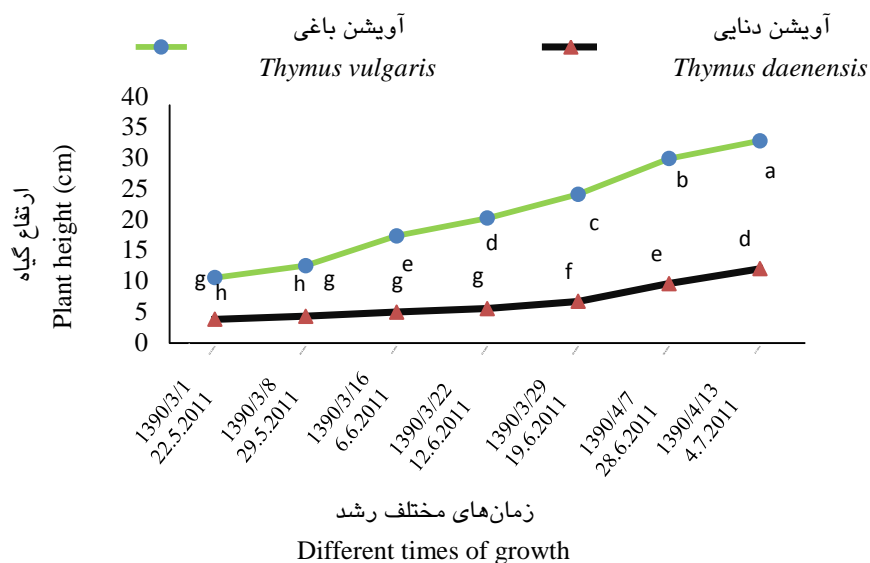 آویشن باغی
Thymus vulgaris
آویشن دنایی
Thymus daenensis
ارتفاع گیاه
Plant height (cm)
40
35
30
25
20
15
10
5
0
g
h
h
g
e
g
d
g
c
f
b
e
a
d
1390/3/1
22.5.2011
1390/3/8
29.5.2011
1390/3/16
6.6.2011
1390/3/22
12.6.2011
1390/3/29
19.6.2011
1390/4/7
28.6.2011
1390/4/13
4.7.2011
زمان‌های مختلف رشد
Different times of growth